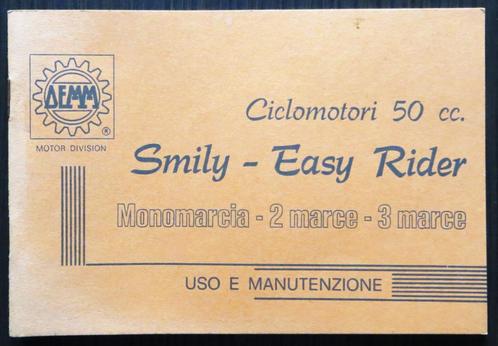 DEMM
®
MOTOR DIVISION
Ciclomotori 50 cc.
Smily - Easy Rider
Monomarcia - 2 marce - 3 marce
USO E MANUTENZIONE